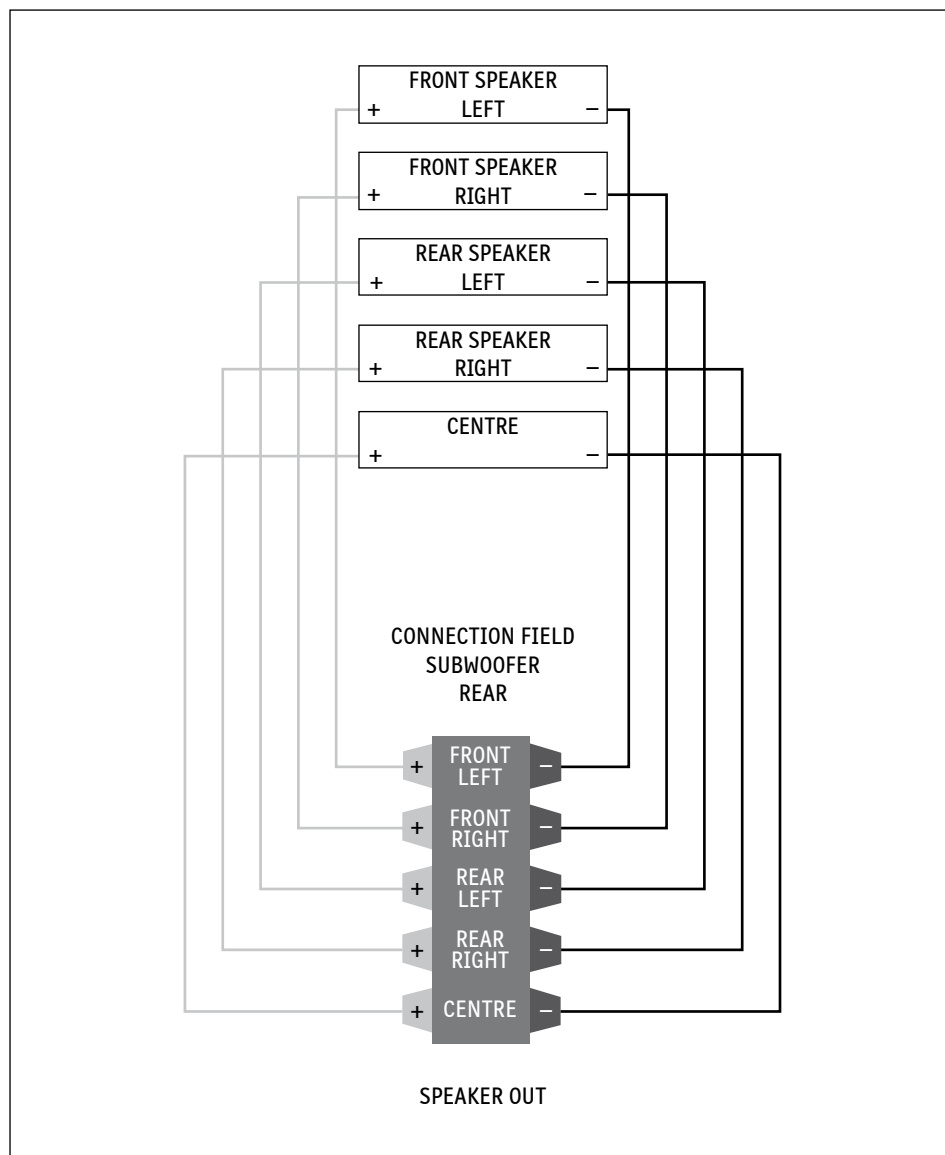 FRONT SPEAKER
+ LEFT −
FRONT SPEAKER
+ RIGHT −
REAR SPEAKER
+ LEFT −
REAR SPEAKER
+ RIGHT −
CENTRE
+ −
CONNECTION FIELD
SUBWOOFER
REAR
FRONT
+ LEFT −
FRONT
+ RIGHT −
REAR
+ LEFT −
REAR
+ RIGHT −
+ CENTRE −
SPEAKER OUT